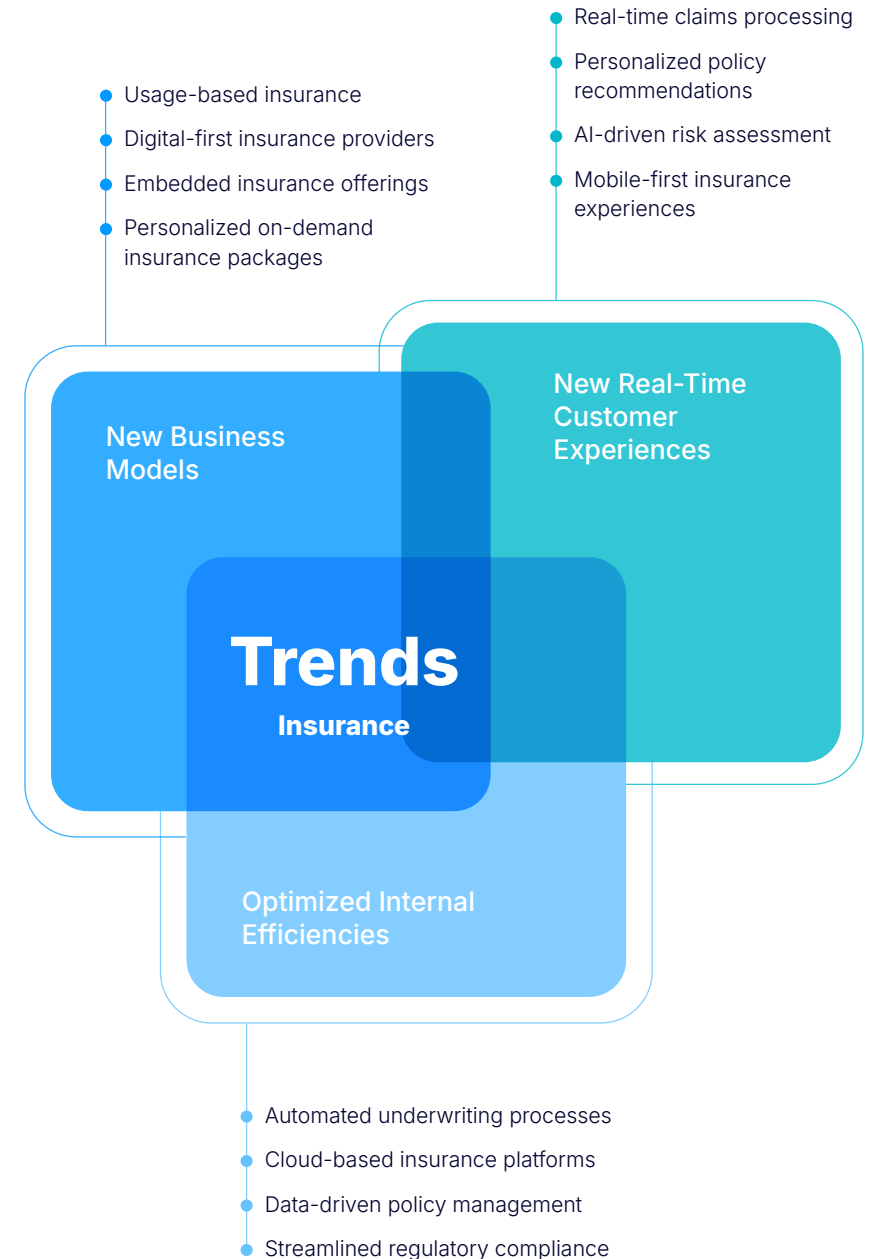 Real-time claims processing
Personalized policy
recommendations
AI-driven risk assessment
Mobile-first insurance
experiences
Usage-based insurance
Digital-first insurance providers
Embedded insurance offerings
Personalized on-demand
insurance packages
New Real-Time
Customer
Experiences
New Business
Models
Trends
Insurance
Optimized Internal
Efficiencies
Automated underwriting processes
Cloud-based insurance platforms
Data-driven policy management
Streamlined regulatory compliance